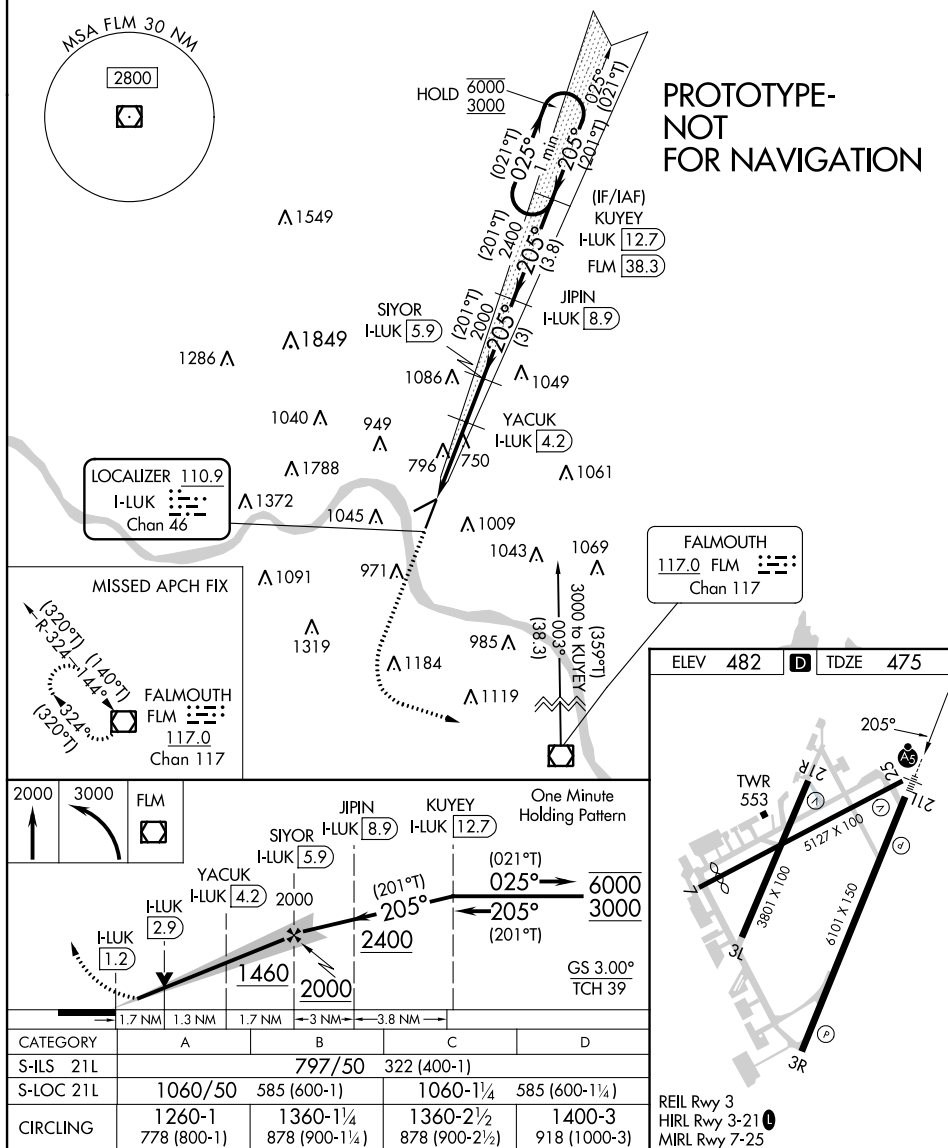 MSA FLM 30 NM
2800
HOLD 6000
3000
025°
(021°T)
(021°T)
025°
1 min
205°
(201°T)
PROTOTYPE-
NOT
FOR NAVIGATION
(IF/IAF)
KUYEY
I-LUK 12.7
FLM 38.3
1549
(201°T)
2400
205°
(3.8)
JIPIN
I-LUK 8.9
SIYOR
I-LUK 5.9
(201°T)
2000
205°
(3)
1849
1286
1086
1049
1040
949
YACUK
I-LUK 4.2
796
750
1788
1061
LOCALIZER 110.9
I-LUK
Chan 46
1372
1045
1009
1043
1069
FALMOUTH
117.0 FLM
Chan 117
MISSED APCH FIX
(320°T)
R-324
144°
(140°T)
324°
(320°T)
FALMOUTH
FLM
117.0
Chan 117
1091
971
1319
1184
985
1119
003°
(38.3)
3000 to KUYEY
(359°T)
ELEV 482 D TDZE 475
205°
A5
TWR
553
21R
25
21L
5127 X 100
3801 X 100
6101 X 150
7
3L
3R
V
V
P
P
REIL Rwy 3
HIRL Rwy 3-21 L
MIRL Rwy 7-25
2000
3000
FLM
One Minute
Holding Pattern
KUYEY
I-LUK 12.7
JIPIN
I-LUK 8.9
SIYOR
I-LUK 5.9
YACUK
I-LUK 4.2
I-LUK
2.9
I-LUK
1.2
2000
(201°T)
205°
(021°T)
025°
6000
3000
205°
(201°T)
2400
1460
2000
GS 3.00°
TCH 39
1.7 NM 1.3 NM 1.7 NM 3 NM 3.8 NM
CATEGORY A B C D
S-ILS 21L 797/50 322 (400-1)
S-LOC 21L 1060/50 585 (600-1) 1060-1¼ 585 (600-1¼)
CIRCLING 1260-1 1360-1¼ 1360-2½ 1400-3
778 (800-1) 878 (900-1¼) 878 (900-2½) 918 (1000-3)